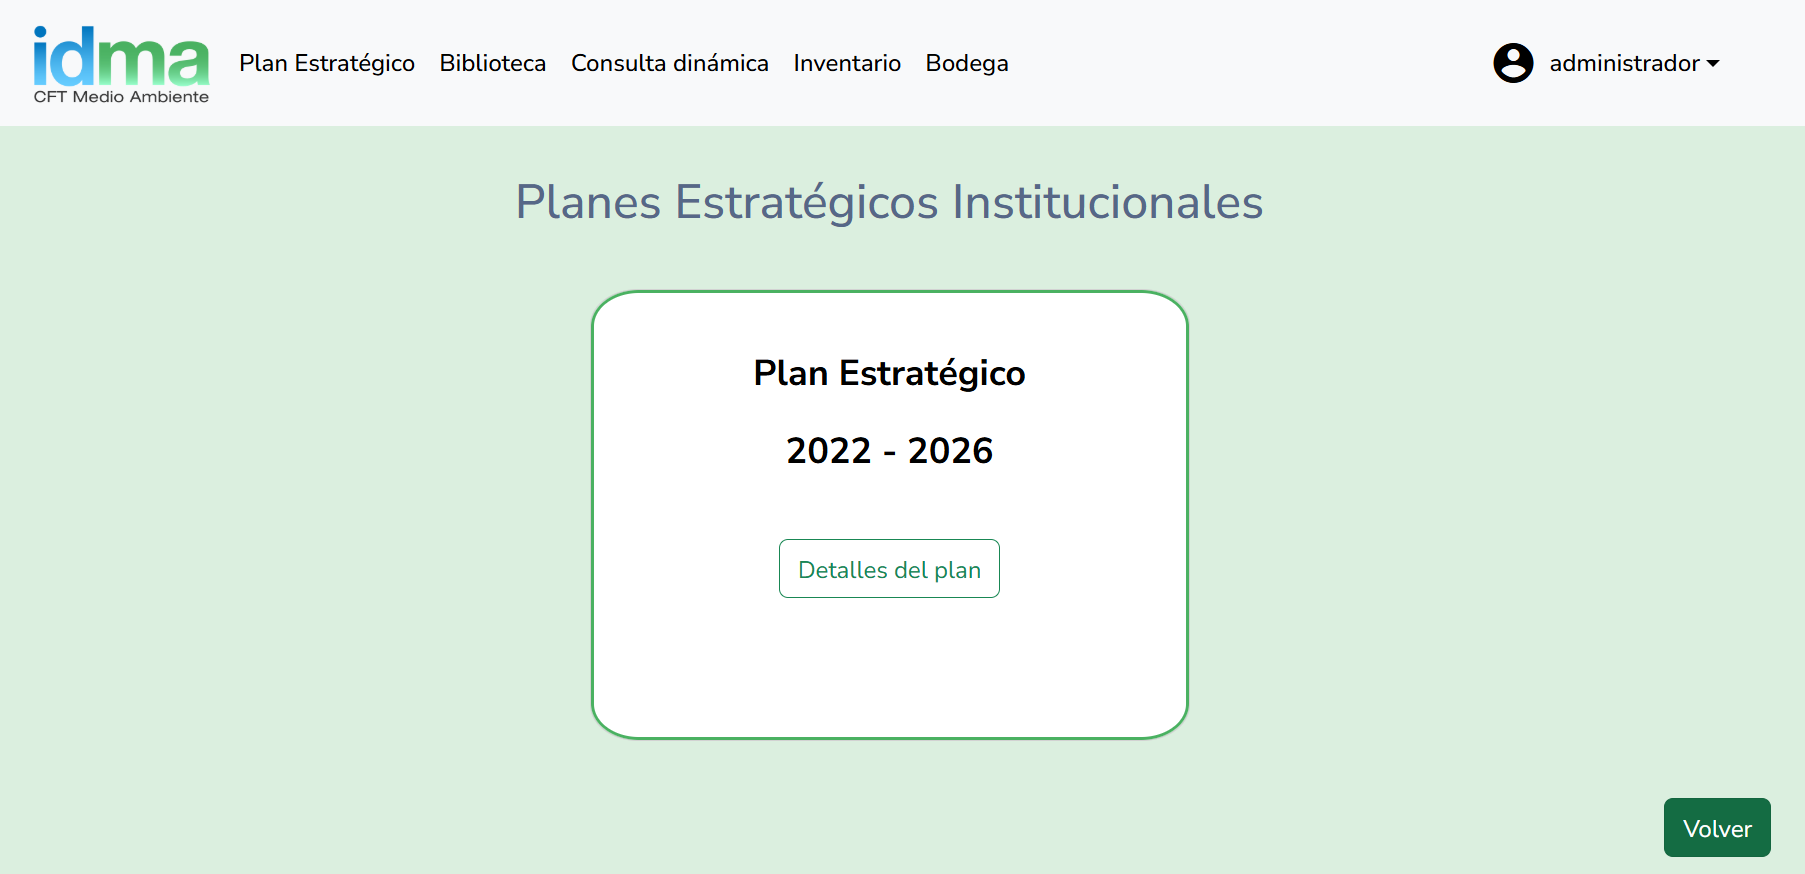 idma
CFT Medio Ambiente
Plan Estratégico Biblioteca Consulta dinámica Inventario Bodega administrador
Planes Estratégicos Institucionales
Plan Estratégico
2022 - 2026
Detalles del plan
Volver